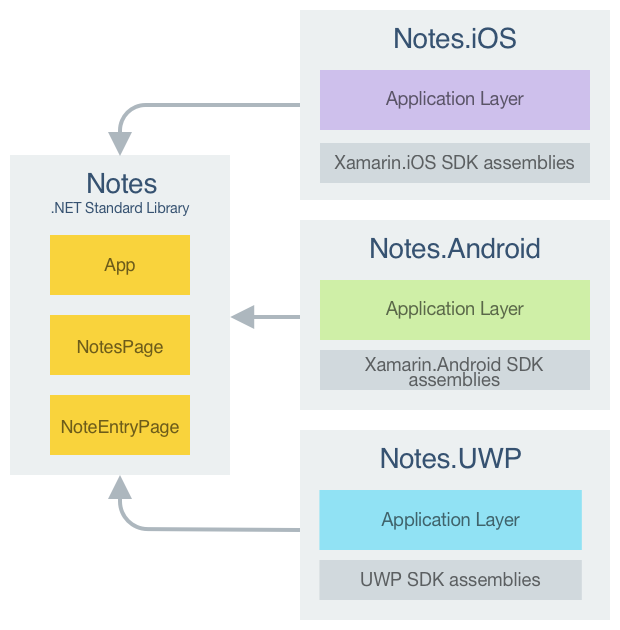 Notes.iOS
Application Layer
Xamarin.iOS SDK assemblies
Notes
.NET Standard Library
App
NotesPage
NoteEntryPage
Notes.Android
Application Layer
Xamarin.Android SDK
assemblies
Notes.UWP
Application Layer
UWP SDK assemblies